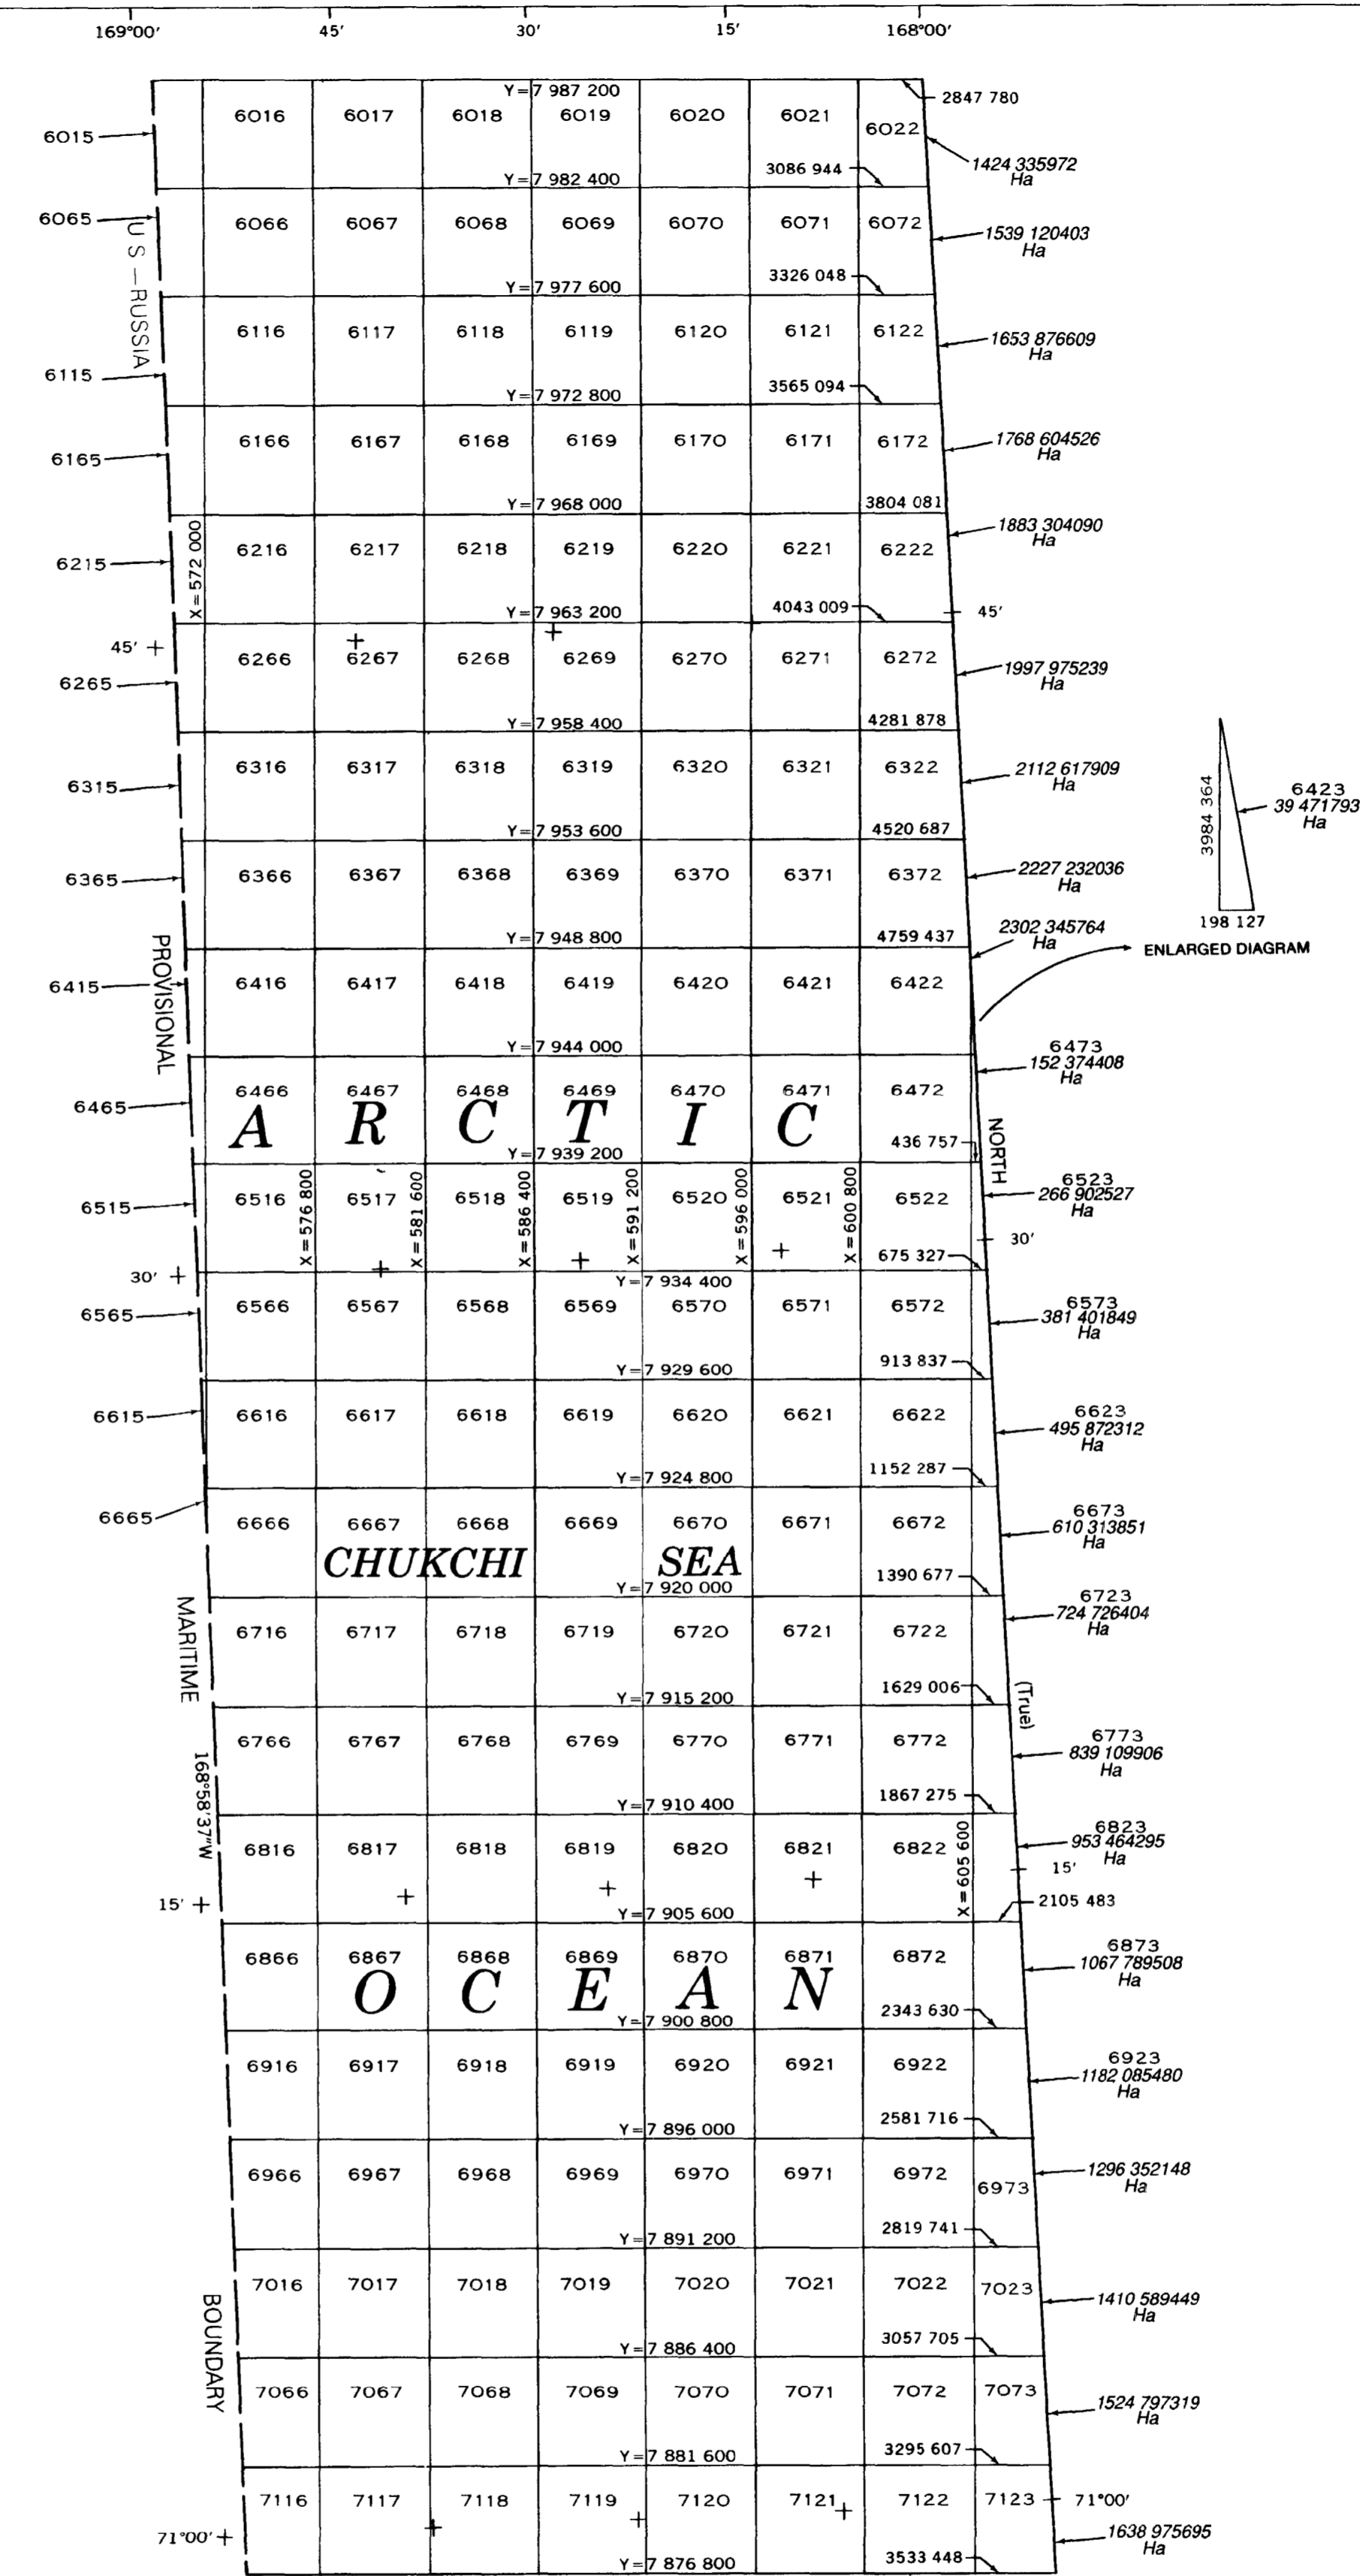 169°00′ 45′ 30′ 15′ 168°00′
Y = 7 987 200
2847 780
6015 6016 6017 6018 6019 6020 6021 6022
1424 335972
Ha
Y = 7 982 400 3086 944
6065 6066 6067 6068 6069 6070 6071 6072
1539 120403
Ha
U S — RUSSIA
Y = 7 977 600 3326 048
6115 6116 6117 6118 6119 6120 6121 6122
1653 876609
Ha
Y = 7 972 800 3565 094
6165 6166 6167 6168 6169 6170 6171 6172
1768 604526
Ha
Y = 7 968 000 3804 081
6215 6216 6217 6218 6219 6220 6221 6222
1883 304090
Ha
X = 572 000
Y = 7 963 200 4043 009 45′
45′
6265 6266 6267 6268 6269 6270 6271 6272
1997 975239
Ha
Y = 7 958 400 4281 878
6315 6316 6317 6318 6319 6320 6321 6322
2112 617909
Ha
3984 364
6423
39 471793
Ha
198 127
ENLARGED DIAGRAM
Y = 7 953 600 4520 687
6365 6366 6367 6368 6369 6370 6371 6372
2227 232036
Ha
Y = 7 948 800 4759 437
2302 345764
Ha
PROVISIONAL
6415 6416 6417 6418 6419 6420 6421 6422
Y = 7 944 000
6473
152 374408
Ha
6465 6466 6467 6468 6469 6470 6471 6472
A R C T I C
436 757
Y = 7 939 200
NORTH
6523
266 902527
Ha
6515 6516 6517 6518 6519 6520 6521 6522
X = 576 800 X = 581 600 X = 586 400 X = 591 200 X = 596 000 X = 600 800
675 327 30′
30′
Y = 7 934 400
6573
381 401849
Ha
6565 6566 6567 6568 6569 6570 6571 6572
Y = 7 929 600 913 837
6623
495 872312
Ha
6615 6616 6617 6618 6619 6620 6621 6622
Y = 7 924 800 1152 287
6673
610 313851
Ha
6665 6666 6667 6668 6669 6670 6671 6672
CHUKCHI SEA
Y = 7 920 000 1390 677
6723
724 726404
Ha
MARITIME
6716 6717 6718 6719 6720 6721 6722
Y = 7 915 200 1629 006
(True)
6773
839 109906
Ha
6766 6767 6768 6769 6770 6771 6772
168°58′37″W
Y = 7 910 400 1867 275
6823
953 464295
Ha
6816 6817 6818 6819 6820 6821 6822
X = 605 600
15′
15′
2105 483
Y = 7 905 600
6873
1067 789508
Ha
6866 6867 6868 6869 6870 6871 6872
O C E A N
Y = 7 900 800 2343 630
6923
1182 085480
Ha
6916 6917 6918 6919 6920 6921 6922
Y = 7 896 000 2581 716
6966 6967 6968 6969 6970 6971 6972 6973
1296 352148
Ha
Y = 7 891 200 2819 741
7016 7017 7018 7019 7020 7021 7022 7023
1410 589449
Ha
BOUNDARY
Y = 7 886 400 3057 705
7066 7067 7068 7069 7070 7071 7072 7073
1524 797319
Ha
Y = 7 881 600 3295 607
7116 7117 7118 7119 7120 7121 7122 7123
71°00′
71°00′
1638 975695
Ha
Y = 7 876 800 3533 448